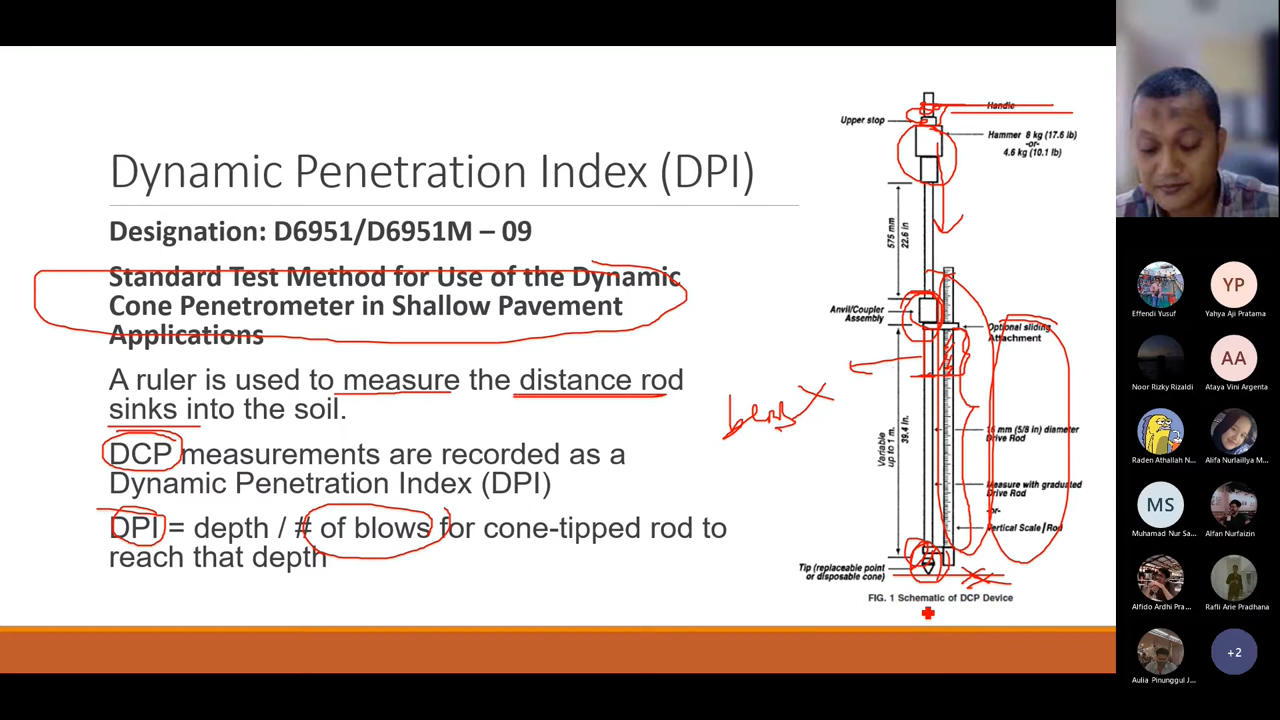 Dynamic Penetration Index (DPI)
Designation: D6951/D6951M – 09
Standard Test Method for Use of the Dynamic
Cone Penetrometer in Shallow Pavement
Applications
A ruler is used to measure the distance rod
sinks into the soil.
DCP measurements are recorded as a
Dynamic Penetration Index (DPI)
DPI = depth / # of blows for cone-tipped rod to
reach that depth
Handle
Upper stop
Hammer 8 kg (17.6 lb)
-or-
4.6 kg (10.1 lb)
575 mm
22.6 in
Anvil/Coupler
Assembly
Optional sliding
Attachment
Variable
up to 1 m.
39.4 in.
mm (5/8 in) diameter
Drive Rod
Measure with graduated
Drive Rod
-or-
Vertical Scale/Rod
Tip (replaceable point
or disposable cone)
FIG. 1 Schematic of DCP Device
Effendi Yusuf
YP
Yahya Aji Pratama
Noor Rizky Rizaldi
AA
Ataya Vini Argenta
Raden Athallah N...
Alifa Nurlaillya M...
MS
Muhamad Nur Sa...
Alfan Nurfaizin
Alfido Ardhi Pra...
Rafli Arie Pradhana
Aulia Pinunggul J...
+2